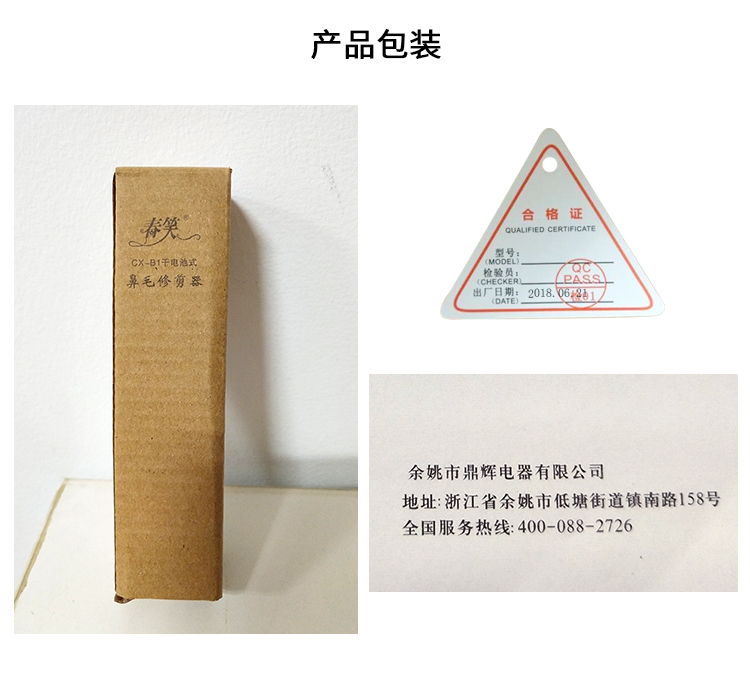 产品包装
春笑®
CX-B1干电池式
鼻毛修剪器
合格证
QUALIFIED CERTIFICATE
型号:
(MODEL)
检验员:
(CHECKER)
出厂日期: 2018.06.21
(DATE)
QC
PASS
检01
余姚市鼎辉电器有限公司
地址:浙江省余姚市低塘街道镇南路158号
全国服务热线:400-088-2726